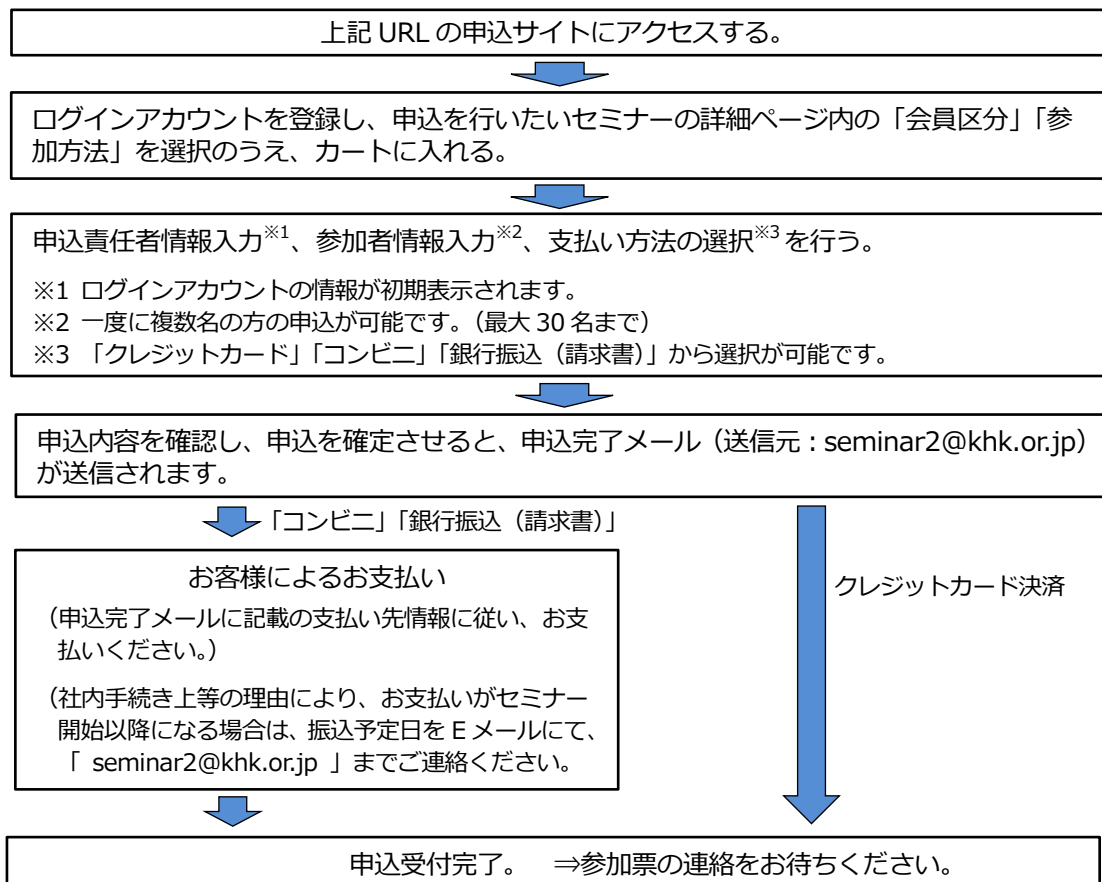 上記 URL の申込サイトにアクセスする。
ログインアカウントを登録し、申込を行いたいセミナーの詳細ページ内の「会員区分」「参
加方法」を選択のうえ、カートに入れる。
申込責任者情報入力※1、参加者情報入力※2、支払い方法の選択※3 を行う。
※1 ログインアカウントの情報が初期表示されます。
※2 一度に複数名の方の申込が可能です。（最大 30 名まで）
※3 「クレジットカード」「コンビニ」「銀行振込（請求書）」から選択が可能です。
申込内容を確認し、申込を確定させると、申込完了メール（送信元：seminar2@khk.or.jp）
が送信されます。
「コンビニ」「銀行振込（請求書）」
お客様によるお支払い
（申込完了メールに記載の支払い先情報に従い、お支
払いください。）
（社内手続き上等の理由により、お支払いがセミナー
開始以降になる場合は、振込予定日を E メールにて、
「 seminar2@khk.or.jp 」までご連絡ください。
クレジットカード決済
申込受付完了。 ⇒参加票の連絡をお待ちください。